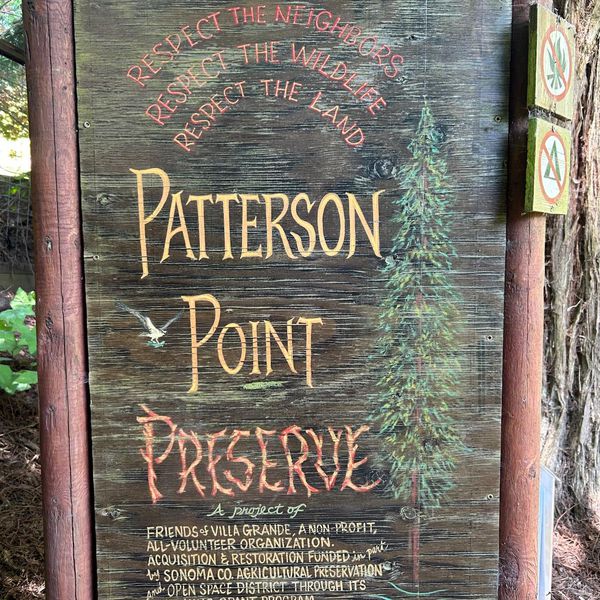 RESPECT THE NEIGHBORS
RESPECT THE WILDLIFE
RESPECT THE LAND
PATTERSON
POINT
PRESERVE
A project of
FRIENDS of VILLA GRANDE, A NON-PROFIT,
ALL-VOLUNTEER ORGANIZATION.
ACQUISITION & RESTORATION FUNDED in part
by SONOMA CO. AGRICULTURAL PRESERVATION
and OPEN SPACE DISTRICT THROUGH ITS
GRANT PROGRAM